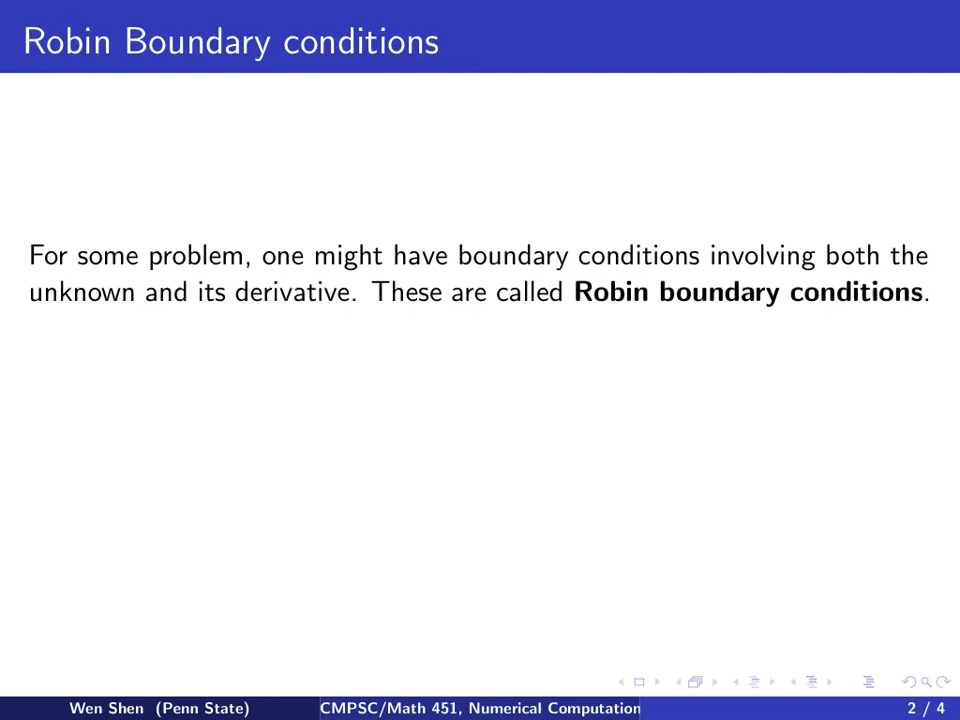 Robin Boundary conditions
For some problem, one might have boundary conditions involving both the
unknown and its derivative. These are called Robin boundary conditions.
Wen Shen (Penn State)
CMPSC/Math 451, Numerical Computation
2 / 4